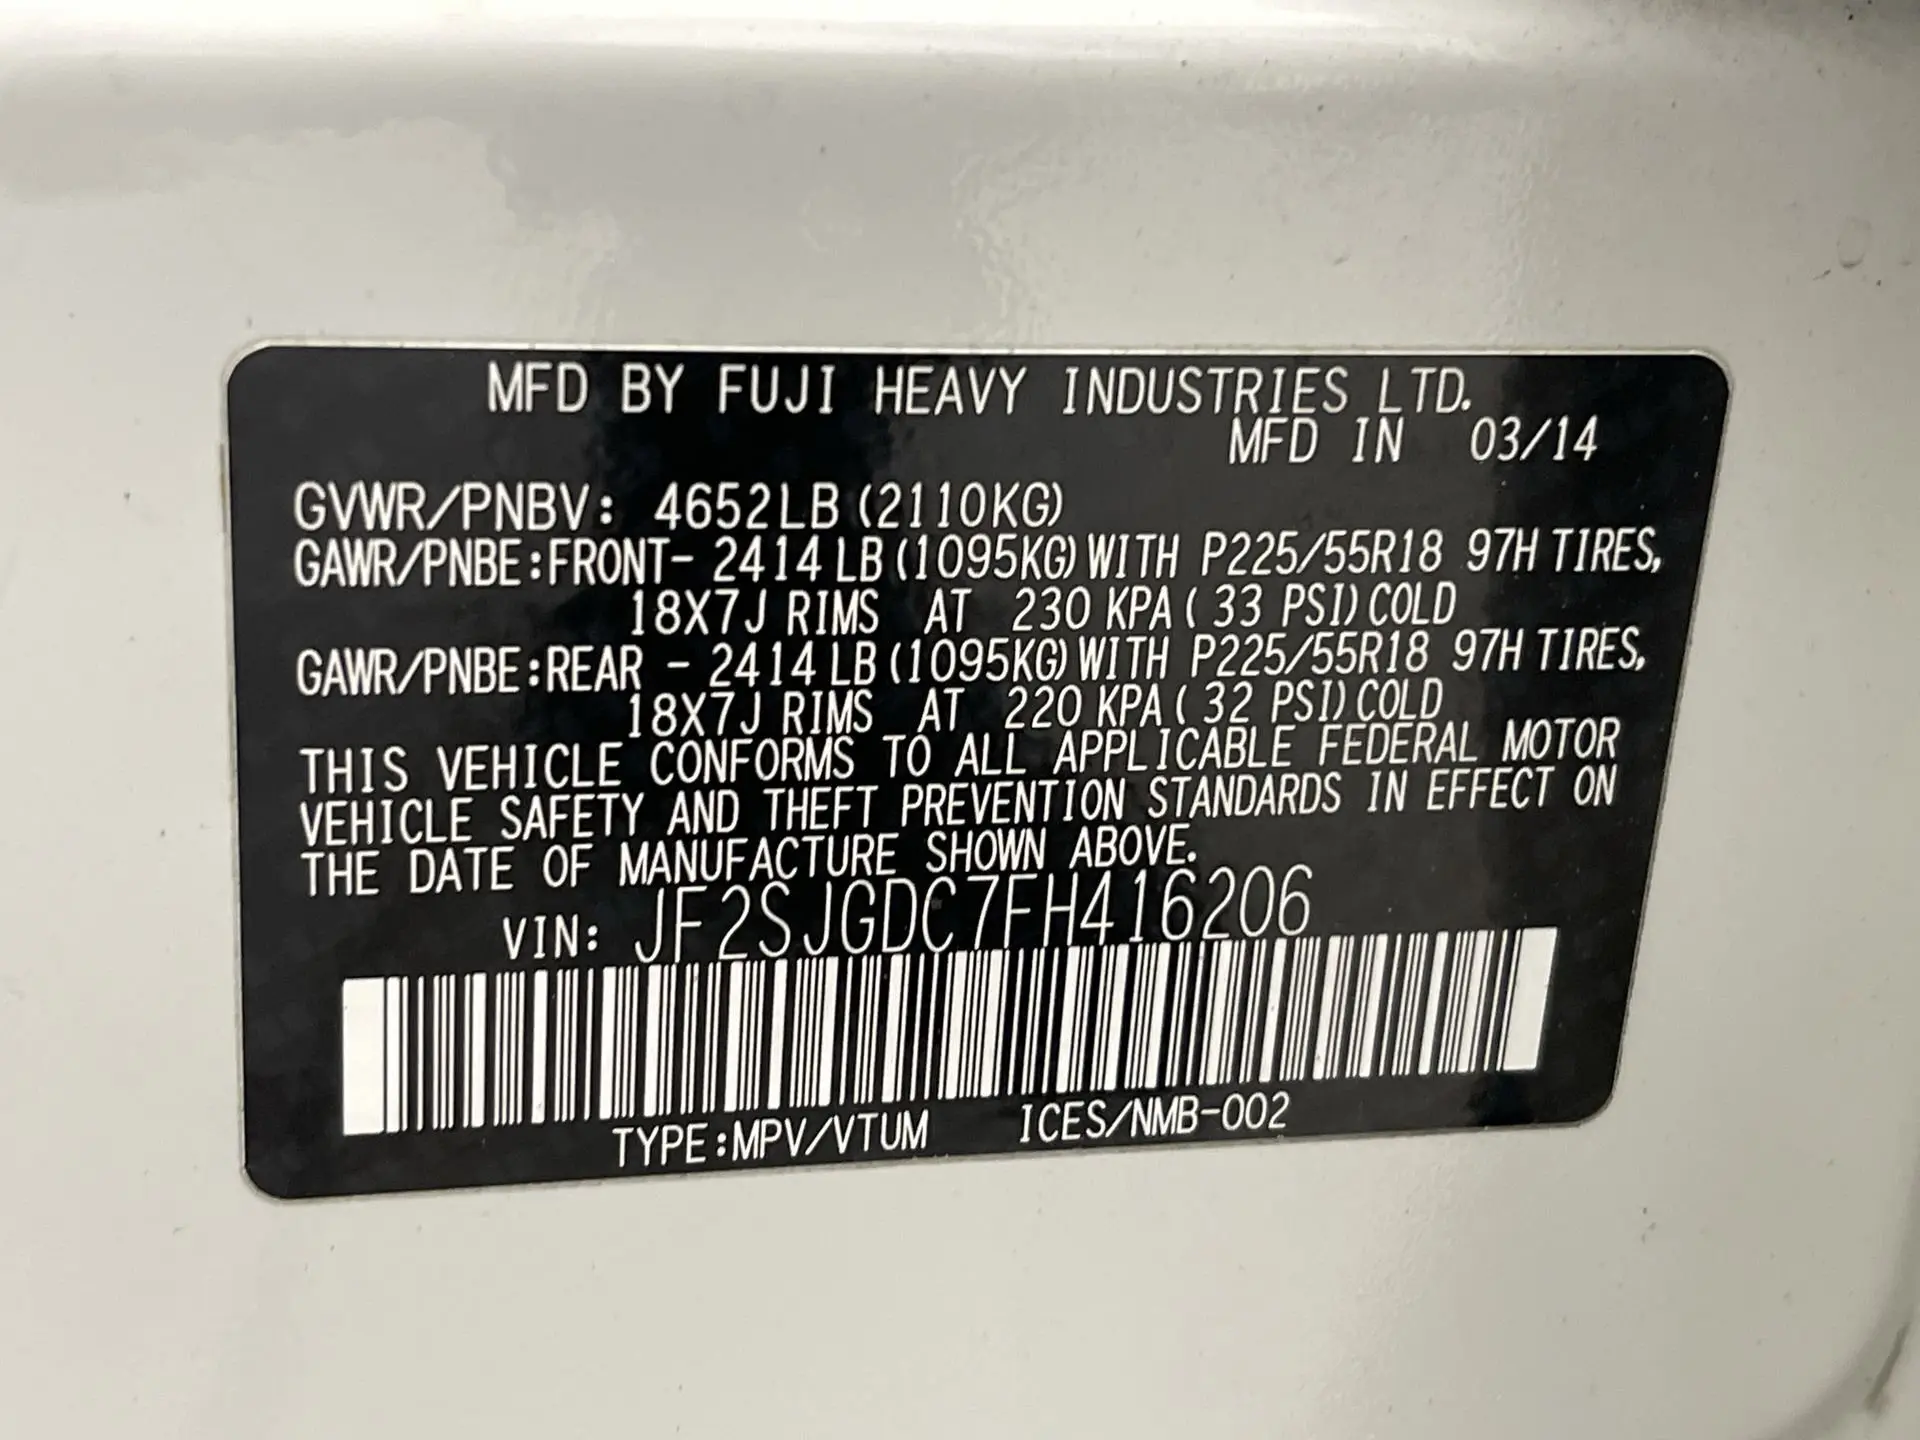 MFD BY FUJI HEAVY INDUSTRIES LTD.
MFD IN 03/14
GVWR/PNBV: 4652LB (2110KG)
GAWR/PNBE:FRONT- 2414 LB (1095KG) WITH P225/55R18 97H TIRES,
18X7J RIMS AT 230 KPA ( 33 PSI) COLD
GAWR/PNBE:REAR - 2414 LB (1095KG) WITH P225/55R18 97H TIRES,
18X7J RIMS AT 220 KPA ( 32 PSI) COLD
THIS VEHICLE CONFORMS TO ALL APPLICABLE FEDERAL MOTOR
VEHICLE SAFETY AND THEFT PREVENTION STANDARDS IN EFFECT ON
THE DATE OF MANUFACTURE SHOWN ABOVE.
VIN: JF2SJGDC7FH416206
TYPE:MPV/VTUM ICES/NMB-002